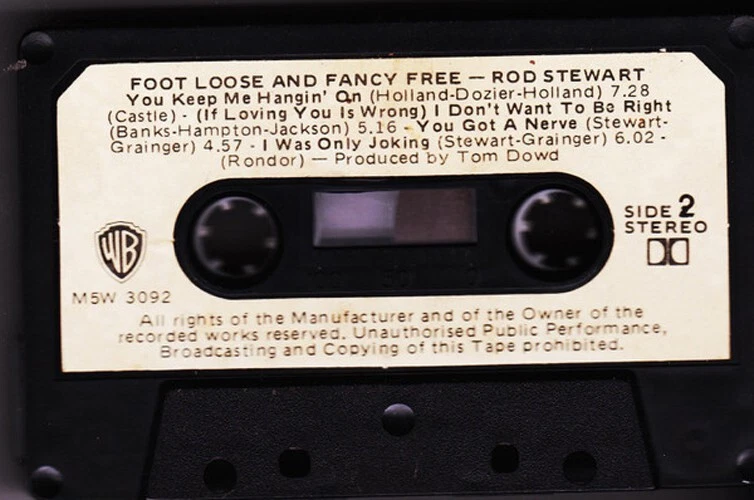 FOOT LOOSE AND FANCY FREE — ROD STEWART
You Keep Me Hangin' On (Holland-Dozier-Holland) 7.28
(Castle) - (If Loving You Is Wrong) I Don't Want To Be Right
(Banks-Hampton-Jackson) 5.16 - You Got A Nerve (Stewart-
Grainger) 4.57 - I Was Only Joking (Stewart-Grainger) 6.02 -
(Rondor) — Produced by Tom Dowd
WB
SIDE 2
STEREO
M5W 3092
All rights of the Manufacturer and of the Owner of the
recorded works reserved. Unauthorised Public Performance,
Broadcasting and Copying of this Tape prohibited.